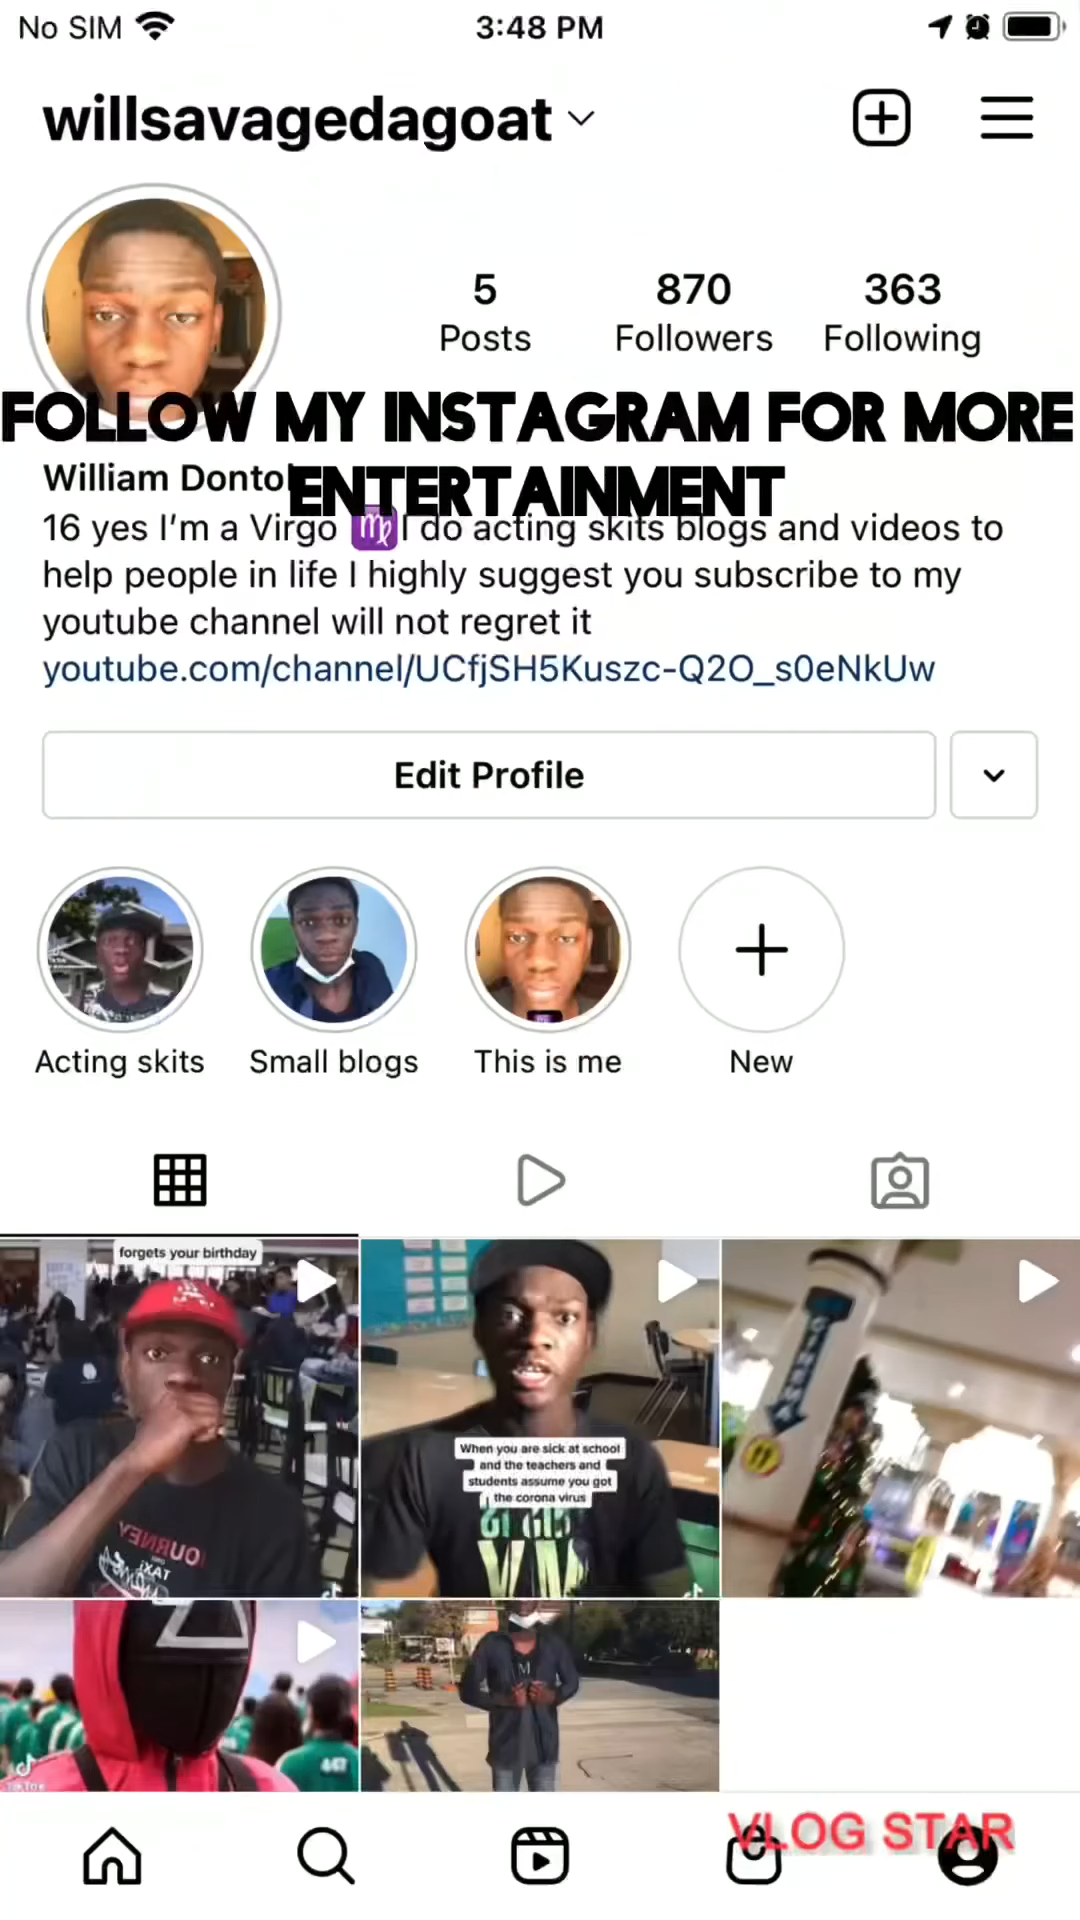 No SIM 3:48 PM
willsavagedagoat
5 870 363
Posts Followers Following
FOLLOW MY INSTAGRAM FOR MORE
ENTERTAINMENT
William Donto
16 yes I'm a Virgo ♍ I do acting skits blogs and videos to
help people in life I highly suggest you subscribe to my
youtube channel will not regret it
youtube.com/channel/UCfjSH5Kuszc-Q2O_s0eNkUw
Edit Profile
Acting skits Small blogs This is me New
forgets your birthday
When you are sick at school
and the teachers and
students assume you got
the corona virus
JOURNEY
TAXI
M
447
TikTok
VLOG STAR